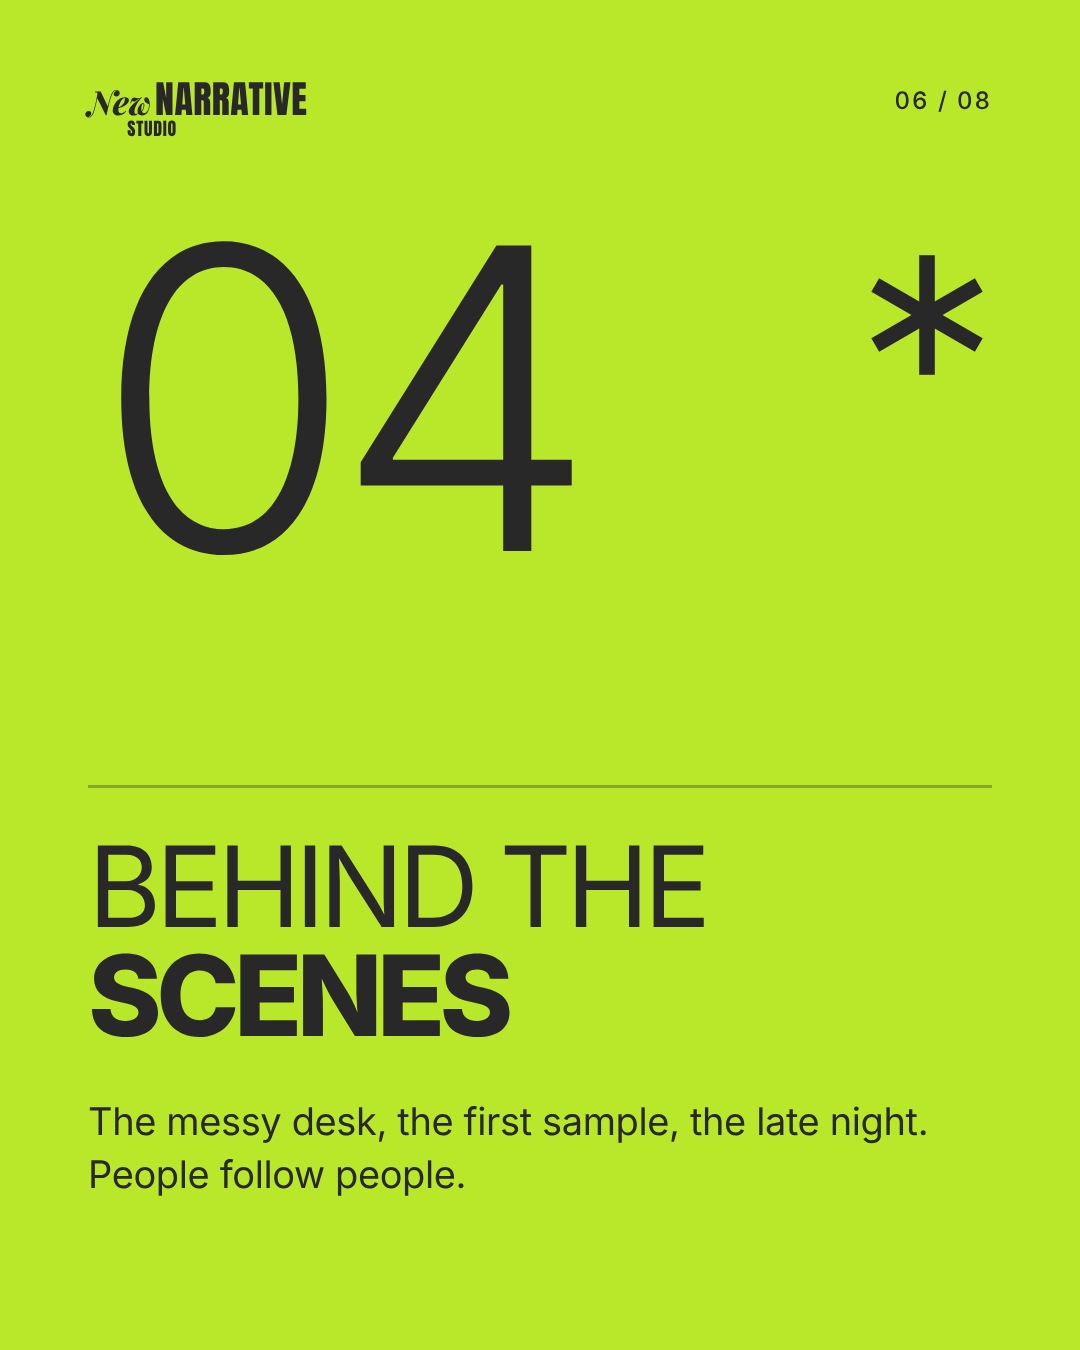 New NARRATIVE
STUDIO
06 / 08
04 *
BEHIND THE
SCENES
The messy desk, the first sample, the late night.
People follow people.